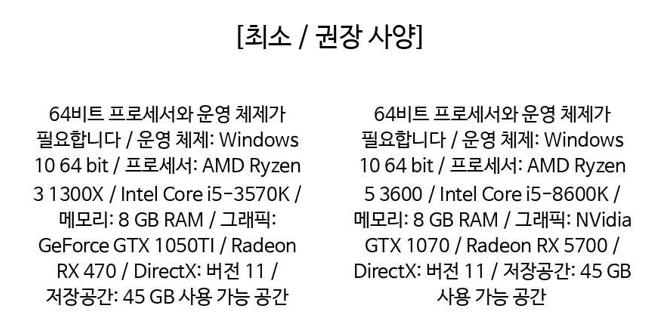 [최소 / 권장 사양]
64비트 프로세서와 운영 체제가
필요합니다 / 운영 체제: Windows
10 64 bit / 프로세서: AMD Ryzen
3 1300X / Intel Core i5-3570K /
메모리: 8 GB RAM / 그래픽:
GeForce GTX 1050TI / Radeon
RX 470 / DirectX: 버전 11 /
저장공간: 45 GB 사용 가능 공간
64비트 프로세서와 운영 체제가
필요합니다 / 운영 체제: Windows
10 64 bit / 프로세서: AMD Ryzen
5 3600 / Intel Core i5-8600K /
메모리: 8 GB RAM / 그래픽: NVidia
GTX 1070 / Radeon RX 5700 /
DirectX: 버전 11 / 저장공간: 45 GB
사용 가능 공간